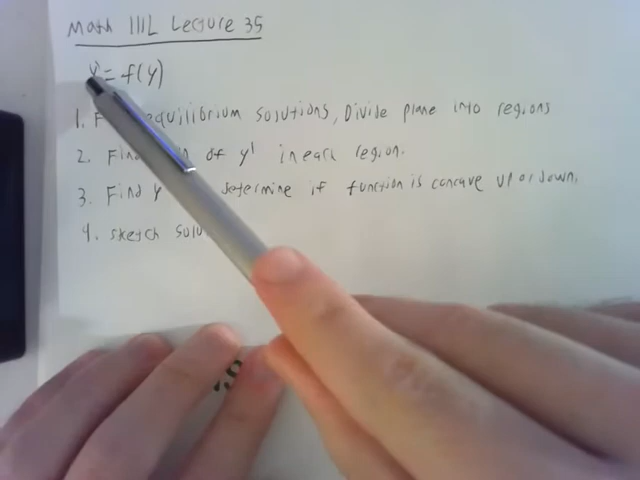 Math 111L Lecture 35
y' = f(y)
1. F equilibrium solutions, Divide plane into regions
2. Find of y' in each region.
3. Find y determine if function is concave up or down.
4. sketch